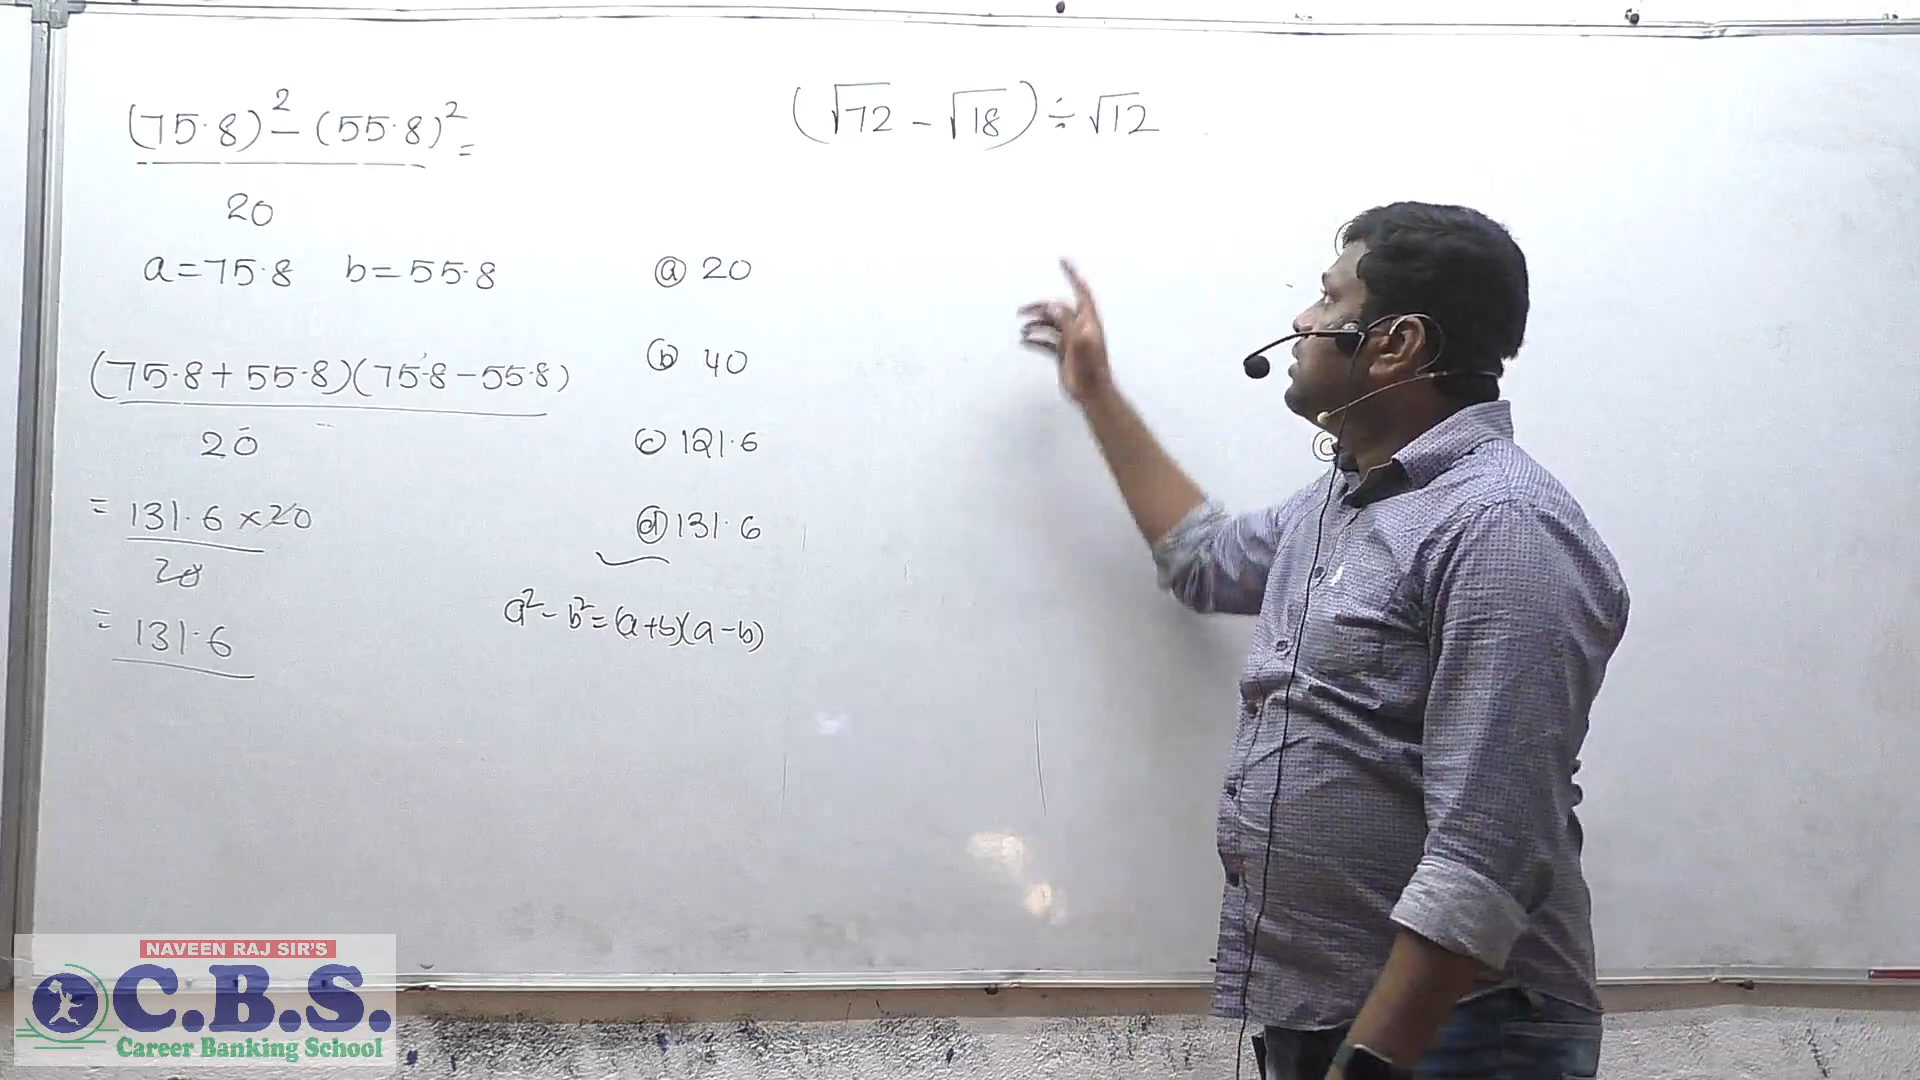 (75.8)² - (55.8)² =
20
a=75.8 b=55.8
(75.8+55.8)(75.8-55.8)
20
= 131.6 ×20
20
= 131.6
ⓐ 20
ⓑ 40
ⓒ 121.6
ⓓ 131.6
a² - b² = (a+b)(a-b)
(√72 - √18) ÷ √12
ⓒ
NAVEEN RAJ SIR'S
C.B.S.
Career Banking School